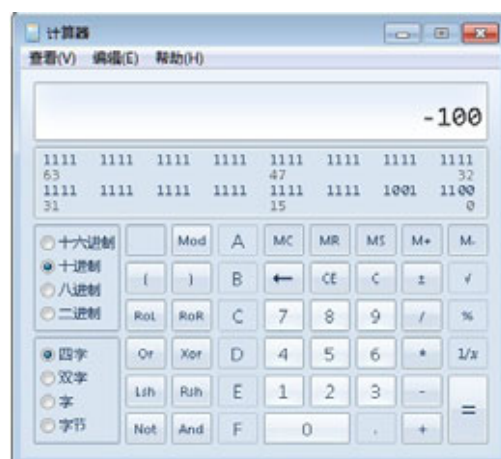 计算器
查看(V) 编辑(E) 帮助(H)
-100
1111 1111 1111 1111 1111 1111 1111 1111
63 47 32
1111 1111 1111 1111 1111 1111 1001 1100
31 15 0
十六进制 Mod A MC MR MS M+ M-
十进制 ( ) B ← CE C ± √
八进制
二进制 RoL RoR C 7 8 9 / %
四字 Or Xor D 4 5 6 * 1/x
双字
字 Lsh Rsh E 1 2 3 - =
字节 Not And F 0 . +